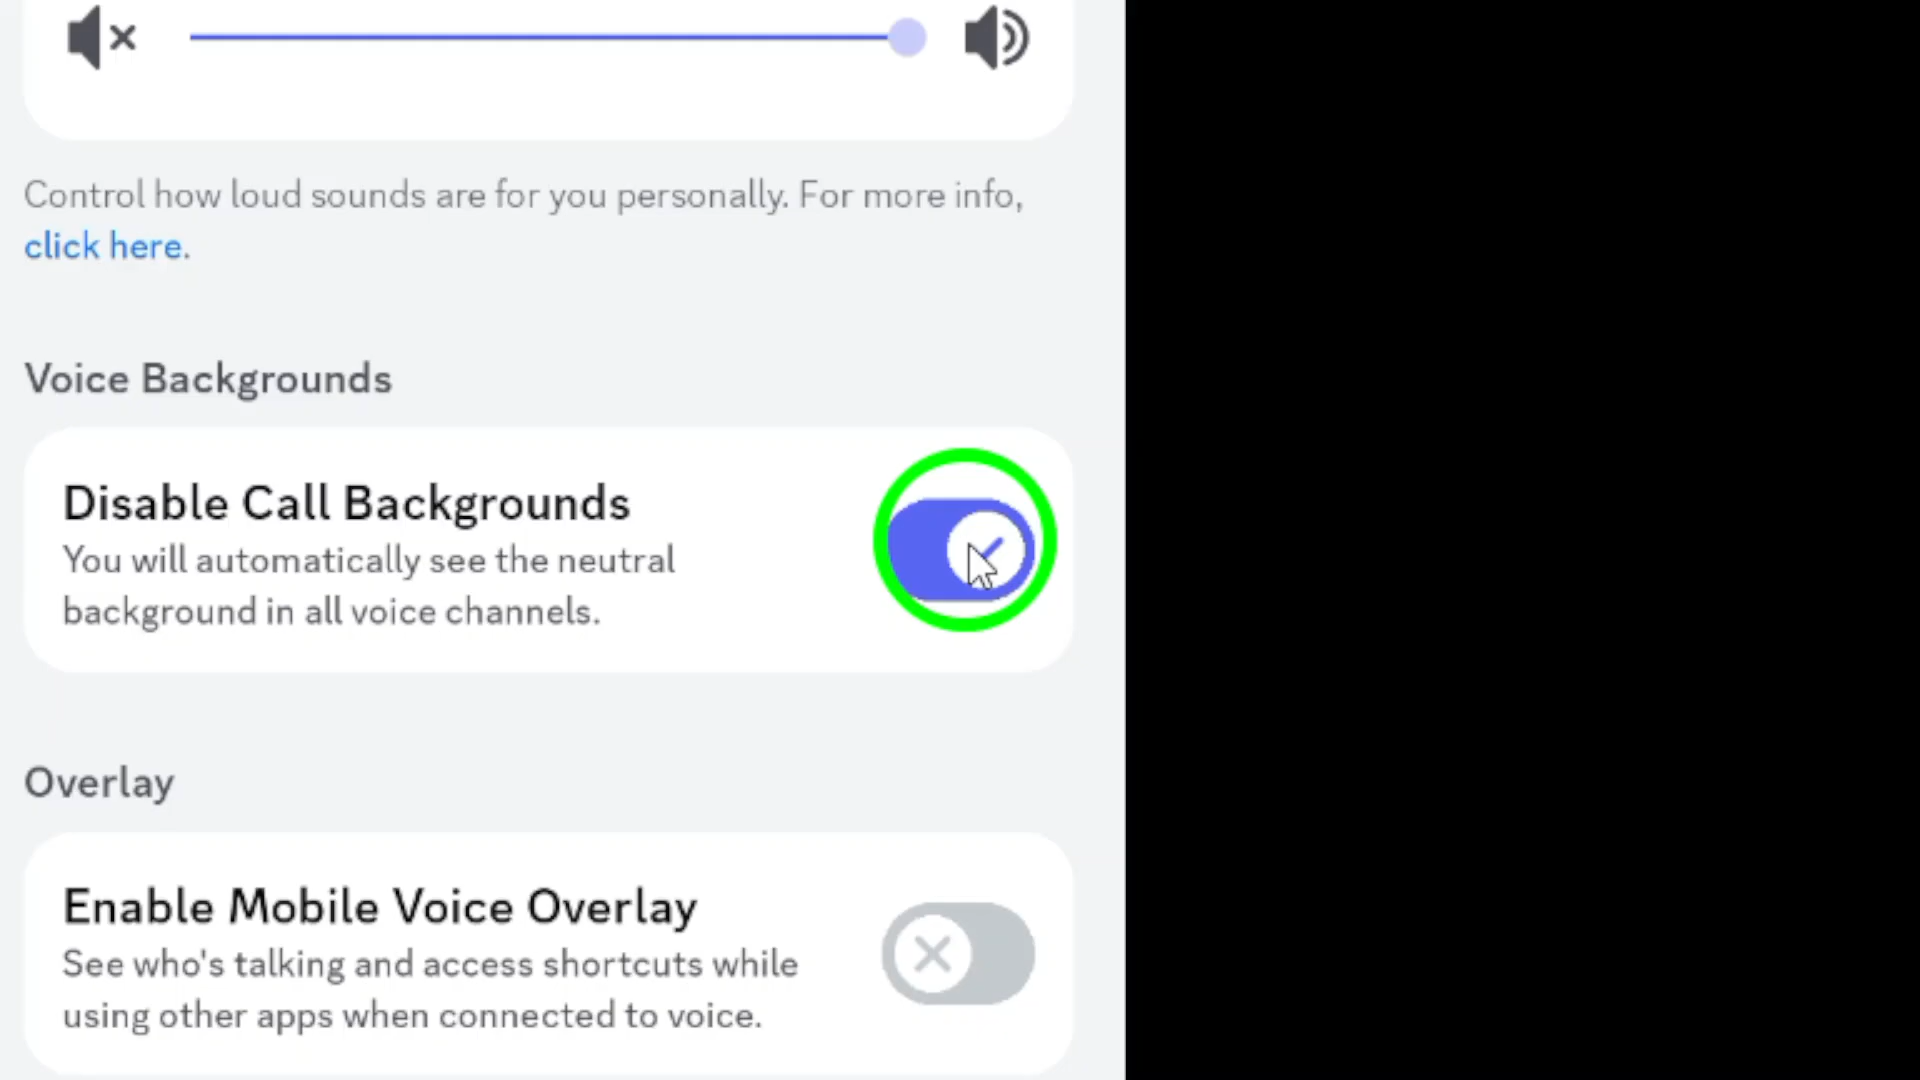 Control how loud sounds are for you personally. For more info,
click here.
Voice Backgrounds
Disable Call Backgrounds
You will automatically see the neutral
background in all voice channels.
Overlay
Enable Mobile Voice Overlay
See who's talking and access shortcuts while
using other apps when connected to voice.